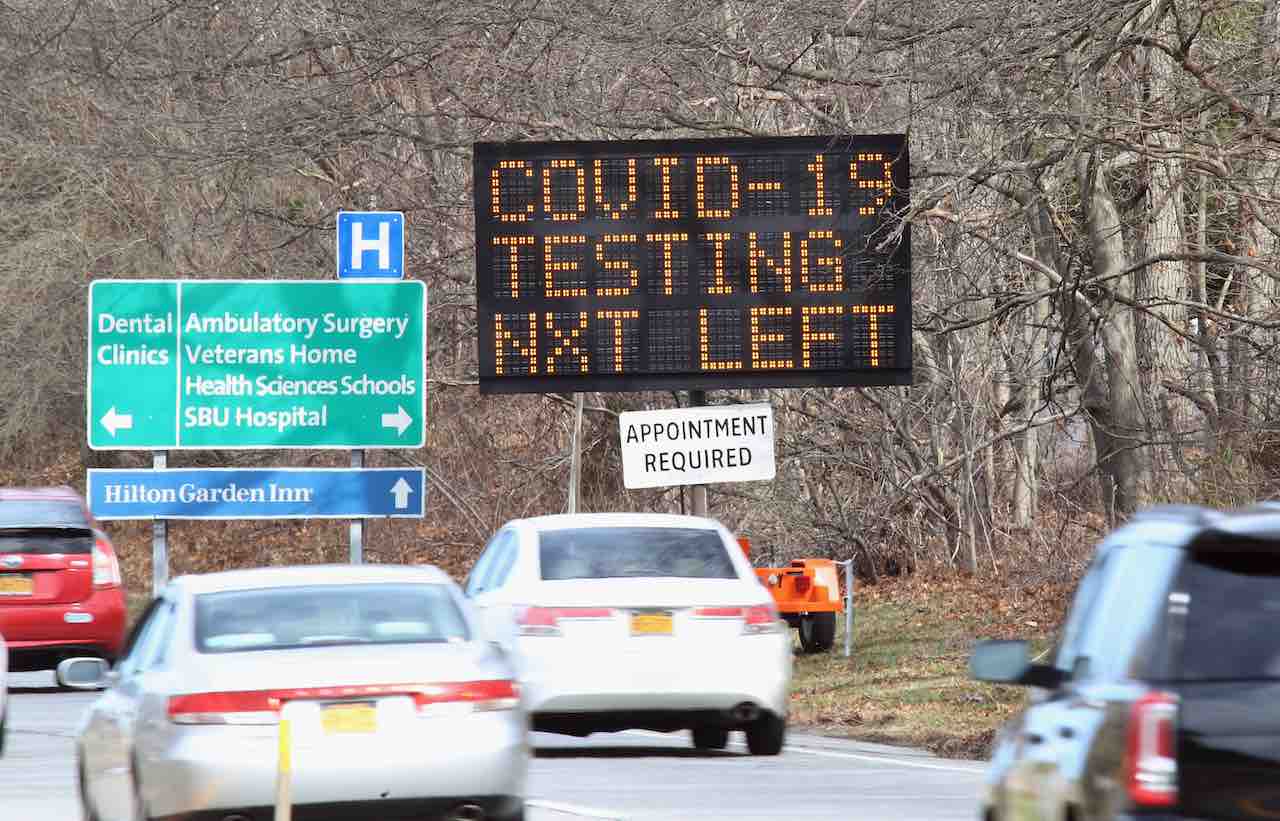 COVID-19
TESTING
NXT LEFT
H
Dental
Clinics
Ambulatory Surgery
Veterans Home
Health Sciences Schools
SBU Hospital
Hilton Garden Inn
APPOINTMENT
REQUIRED